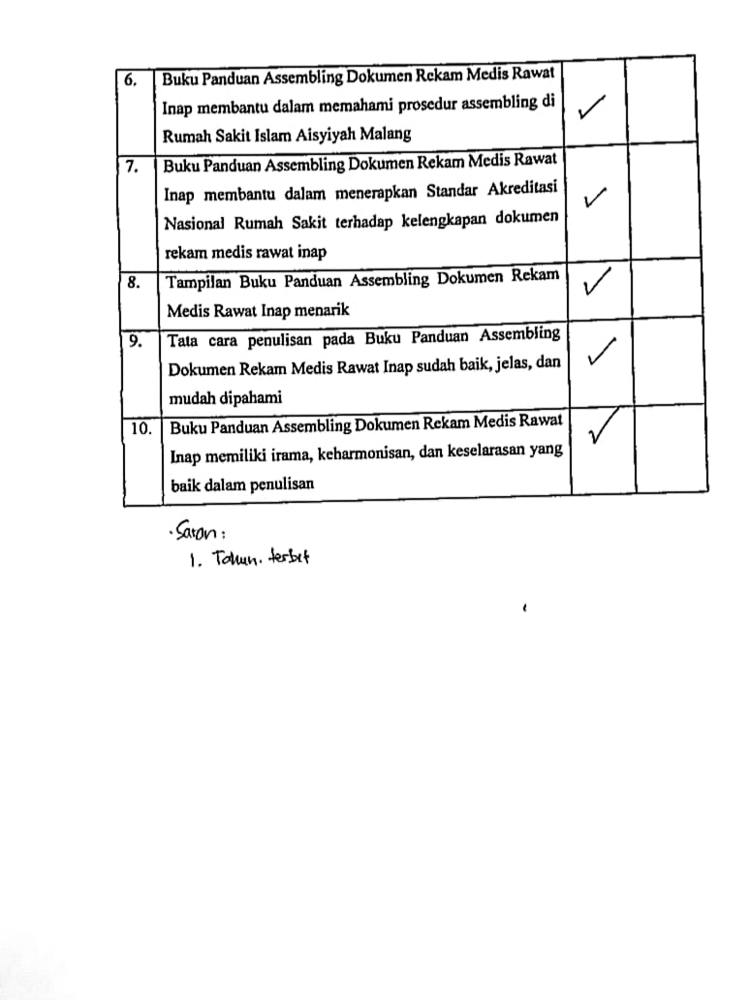 6. Buku Panduan Assembling Dokumen Rekam Medis Rawat
Inap membantu dalam memahami prosedur assembling di
Rumah Sakit Islam Aisyiyah Malang
7. Buku Panduan Assembling Dokumen Rekam Medis Rawat
Inap membantu dalam menerapkan Standar Akreditasi
Nasional Rumah Sakit terhadap kelengkapan dokumen
rekam medis rawat inap
8. Tampilan Buku Panduan Assembling Dokumen Rekam
Medis Rawat Inap menarik
9. Tata cara penulisan pada Buku Panduan Assembling
Dokumen Rekam Medis Rawat Inap sudah baik, jelas, dan
mudah dipahami
10. Buku Panduan Assembling Dokumen Rekam Medis Rawat
Inap memiliki irama, keharmonisan, dan keselarasan yang
baik dalam penulisan
· Saran :
1. Tahun. terbit